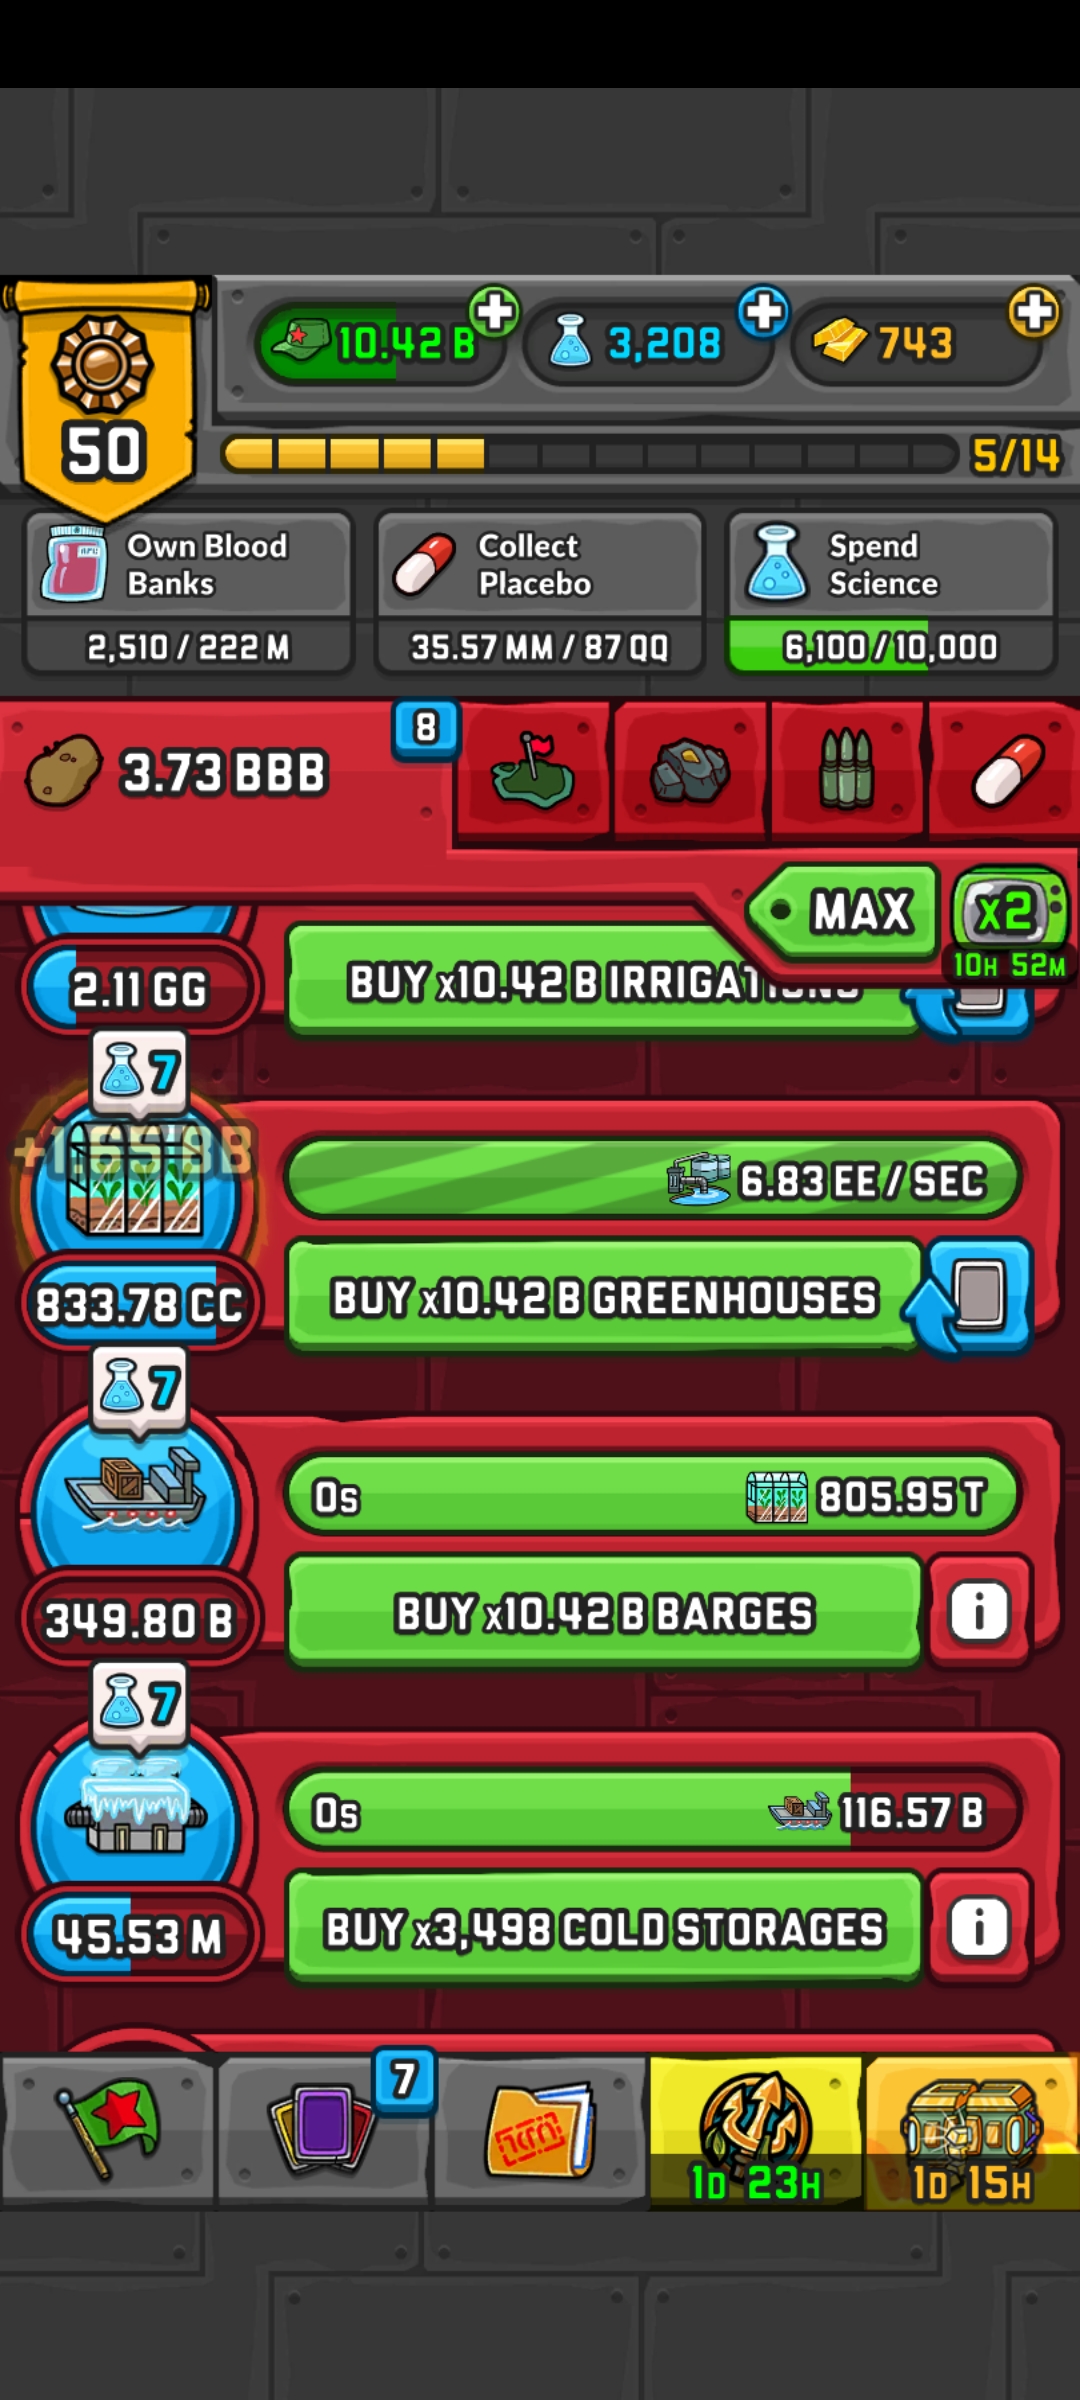 10.42 B
3,208
743
50
5/14
Own Blood
Banks
2,510 / 222 M
Collect
Placebo
35.57 MM / 87 QQ
Spend
Science
6,100 / 10,000
3.73 BBB
8
MAX
x2
10H 52M
2.11 GG
BUY x10.42 B IRRIGATIONS
7
+1.65 BB
6.83 EE / SEC
833.78 CC
BUY x10.42 B GREENHOUSES
7
0s
805.95 T
349.80 B
BUY x10.42 B BARGES
i
7
0s
116.57 B
45.53 M
BUY x3,498 COLD STORAGES
i
7
1D 23H
1D 15H